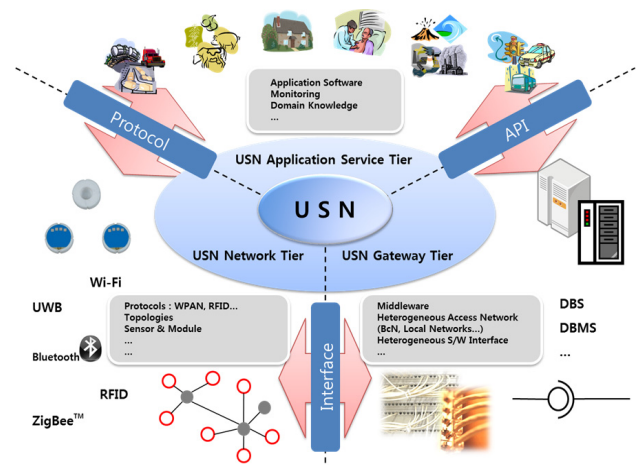 Application Software
Monitoring
Domain Knowledge
...
Protocol
API
USN Application Service Tier
USN
USN Network Tier
USN Gateway Tier
Wi-Fi
UWB
Bluetooth
RFID
ZigBee™
Protocols : WPAN, RFID...
Topologies
Sensor & Module
...
...
Interface
Middleware
Heterogeneous Access Network
(BcN, Local Networks...)
Heterogeneous S/W Interface
...
DBS
DBMS
...